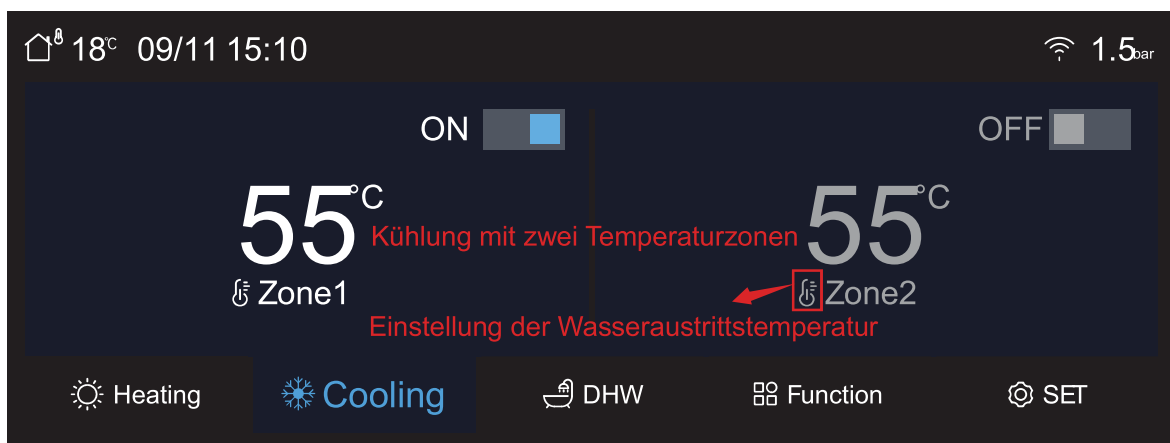 18°C 09/11 15:10 1.5bar
ON OFF
55°C 55°C
Kühlung mit zwei Temperaturzonen
Zone1 Zone2
Einstellung der Wasseraustrittstemperatur
Heating Cooling DHW Function SET